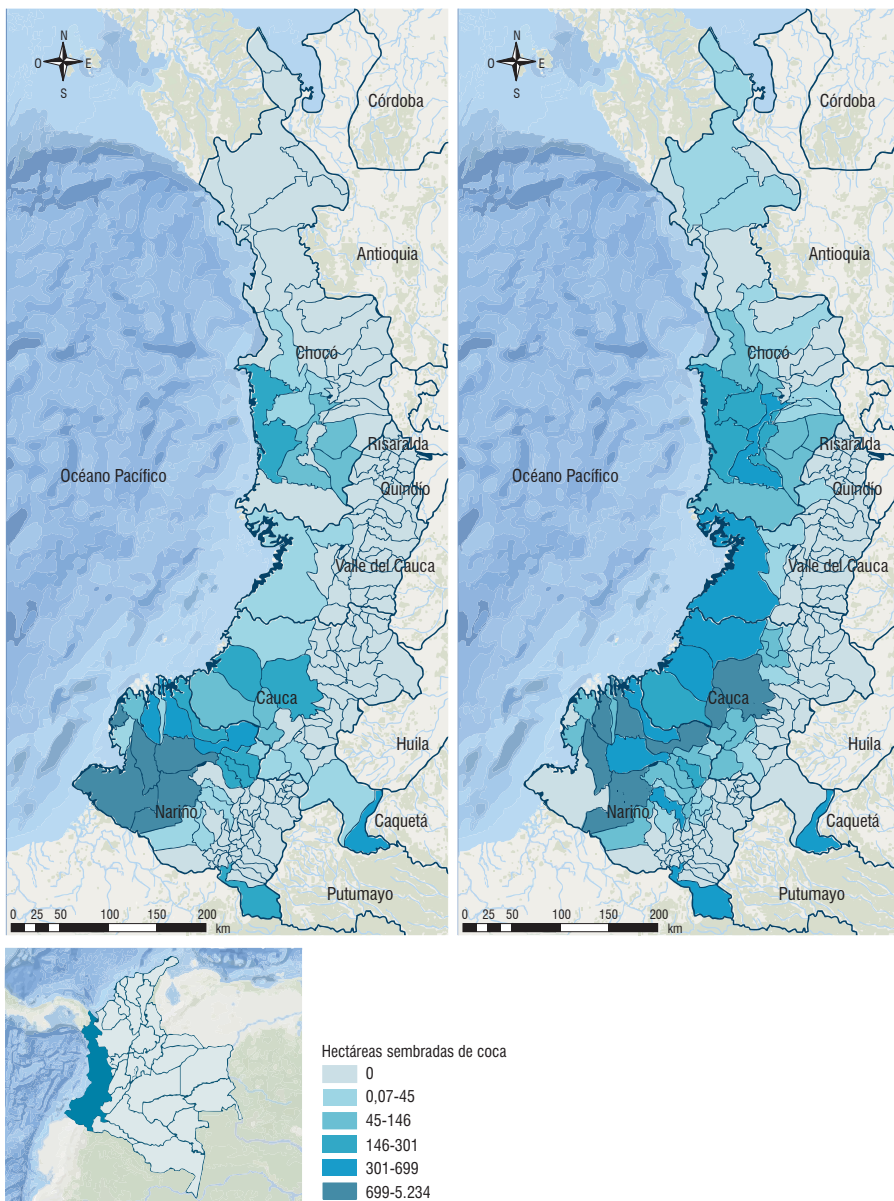 N
O
E
S
Córdoba
Antioquia
Chocó
Risaralda
Océano Pacífico
Quindío
Valle del Cauca
Cauca
Huila
Nariño
Caquetá
Putumayo
0 25 50 100 150 200
km
N
O
E
S
Córdoba
Antioquia
Chocó
Risaralda
Océano Pacífico
Quindío
Valle del Cauca
Cauca
Huila
Nariño
Caquetá
Putumayo
0 25 50 100 150 200
km
Hectáreas sembradas de coca
0
0,07-45
45-146
146-301
301-699
699-5.234